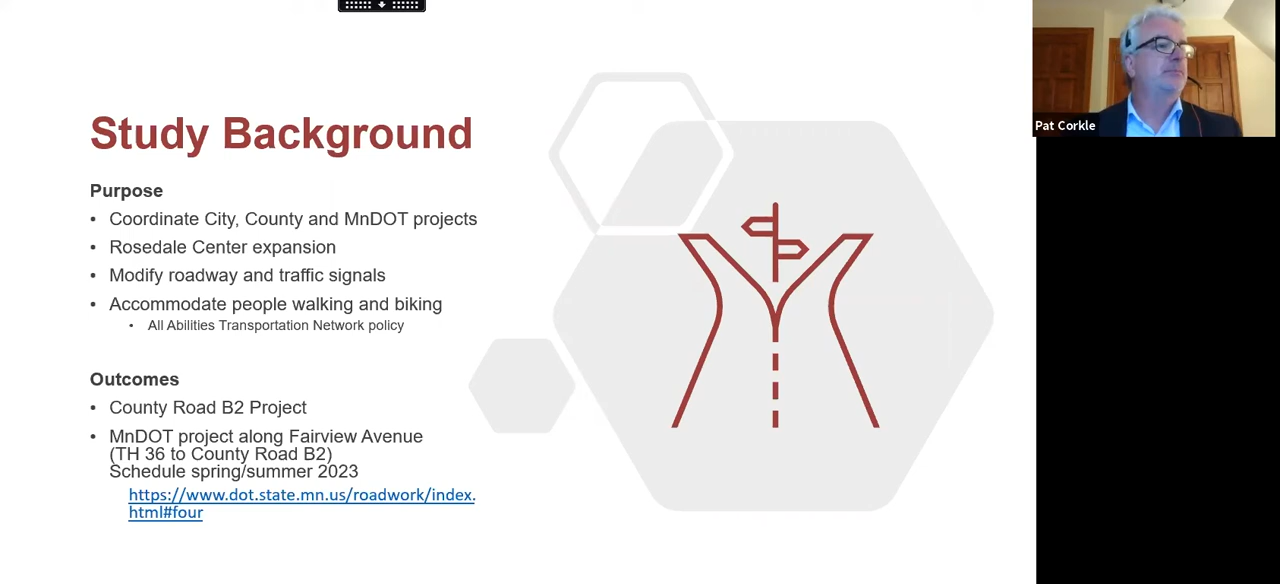 Study Background
Purpose
• Coordinate City, County and MnDOT projects
• Rosedale Center expansion
• Modify roadway and traffic signals
• Accommodate people walking and biking
• All Abilities Transportation Network policy
Outcomes
• County Road B2 Project
• MnDOT project along Fairview Avenue
(TH 36 to County Road B2)
Schedule spring/summer 2023
https://www.dot.state.mn.us/roadwork/index.
html#four
Pat Corkle